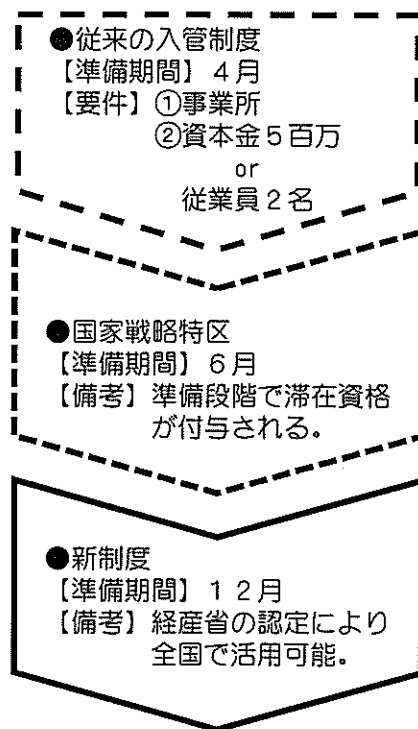 ●従来の入管制度
【準備期間】４月
【要件】①事業所
②資本金５百万
or
従業員２名
●国家戦略特区
【準備期間】６月
【備考】準備段階で滞在資格
が付与される。
●新制度
【準備期間】１２月
【備考】経産省の認定により
全国で活用可能。